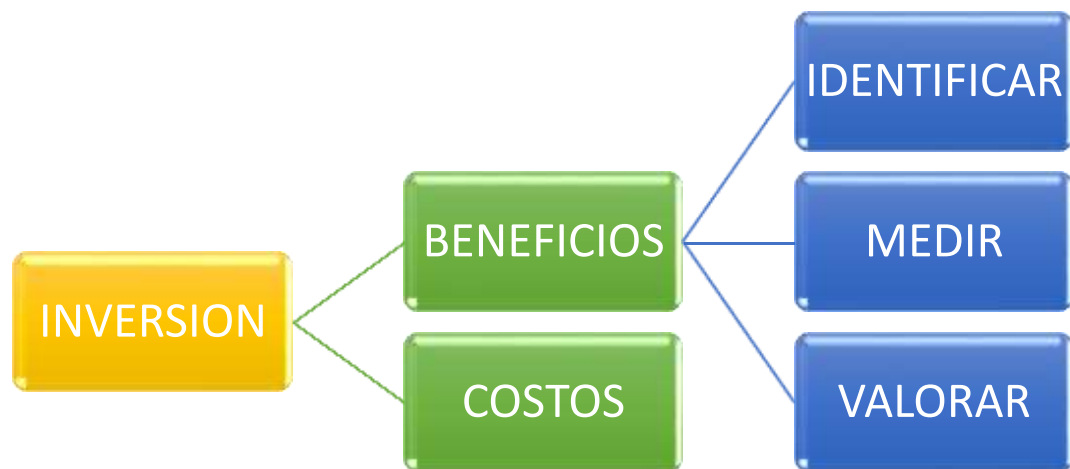 INVERSION
BENEFICIOS
COSTOS
IDENTIFICAR
MEDIR
VALORAR